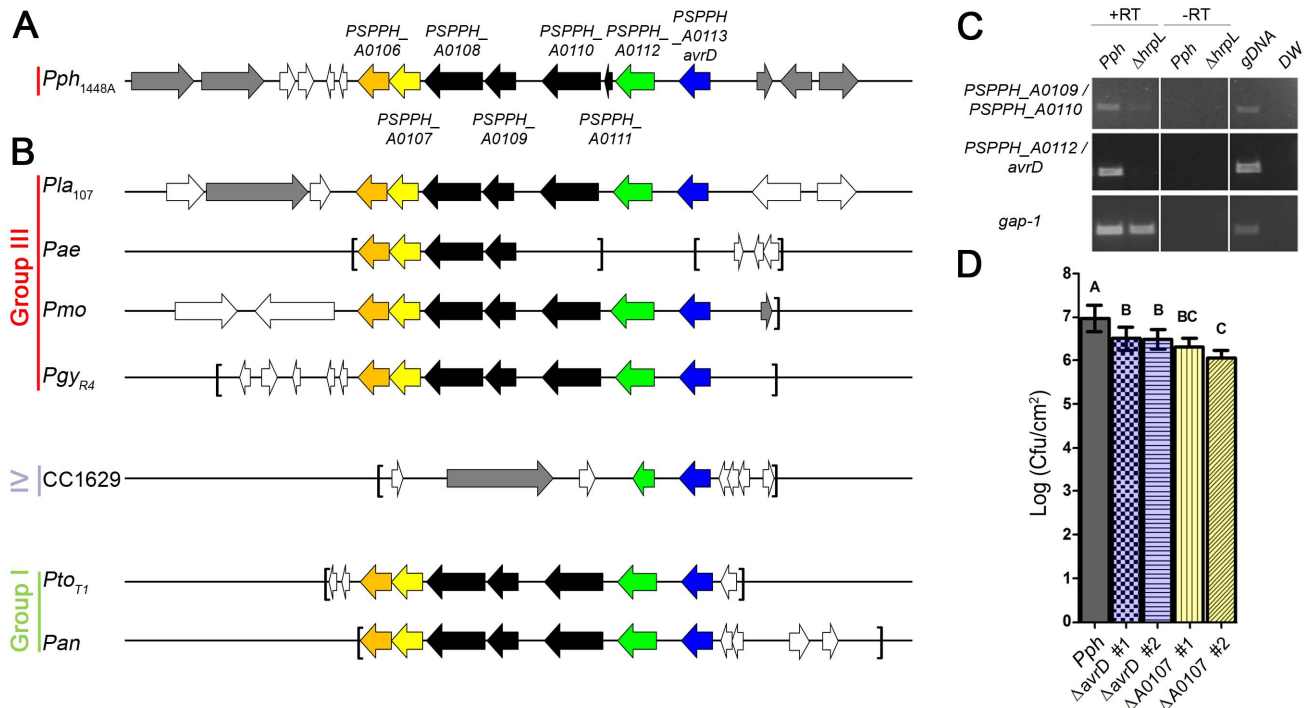 A
PSPPH_
A0106
PSPPH_
A0108
PSPPH_
A0110
PSPPH_
A0112
PSPPH
_A0113
avrD
Pph1448A
PSPPH_
A0107
PSPPH_
A0109
PSPPH_
A0111
B
Group III
Pla107
Pae
Pmo
PgyR4
IV
CC1629
Group I
PtoT1
Pan
C
+RT
-RT
Pph
ΔhrpL
Pph
ΔhrpL
gDNA
DW
PSPPH_A0109 /
PSPPH_A0110
PSPPH_A0112 /
avrD
gap-1
D
Log (Cfu/cm²)
8
7
6
5
4
3
2
1
0
A
B
B
BC
C
Pph
ΔavrD #1
ΔavrD #2
ΔA0107 #1
ΔA0107 #2